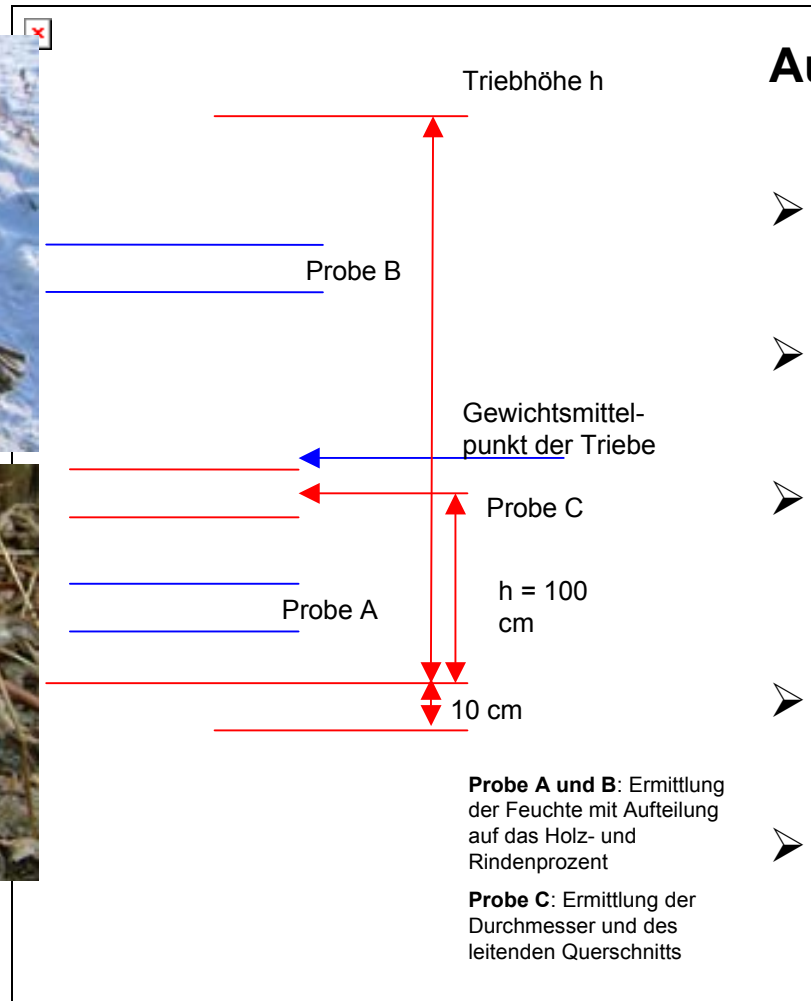 Triebhöhe h
Probe B
Gewichtsmittel-
punkt der Triebe
Probe C
h = 100
cm
Probe A
10 cm
Probe A und B: Ermittlung
der Feuchte mit Aufteilung
auf das Holz- und
Rindenprozent
Probe C: Ermittlung der
Durchmesser und des
leitenden Querschnitts